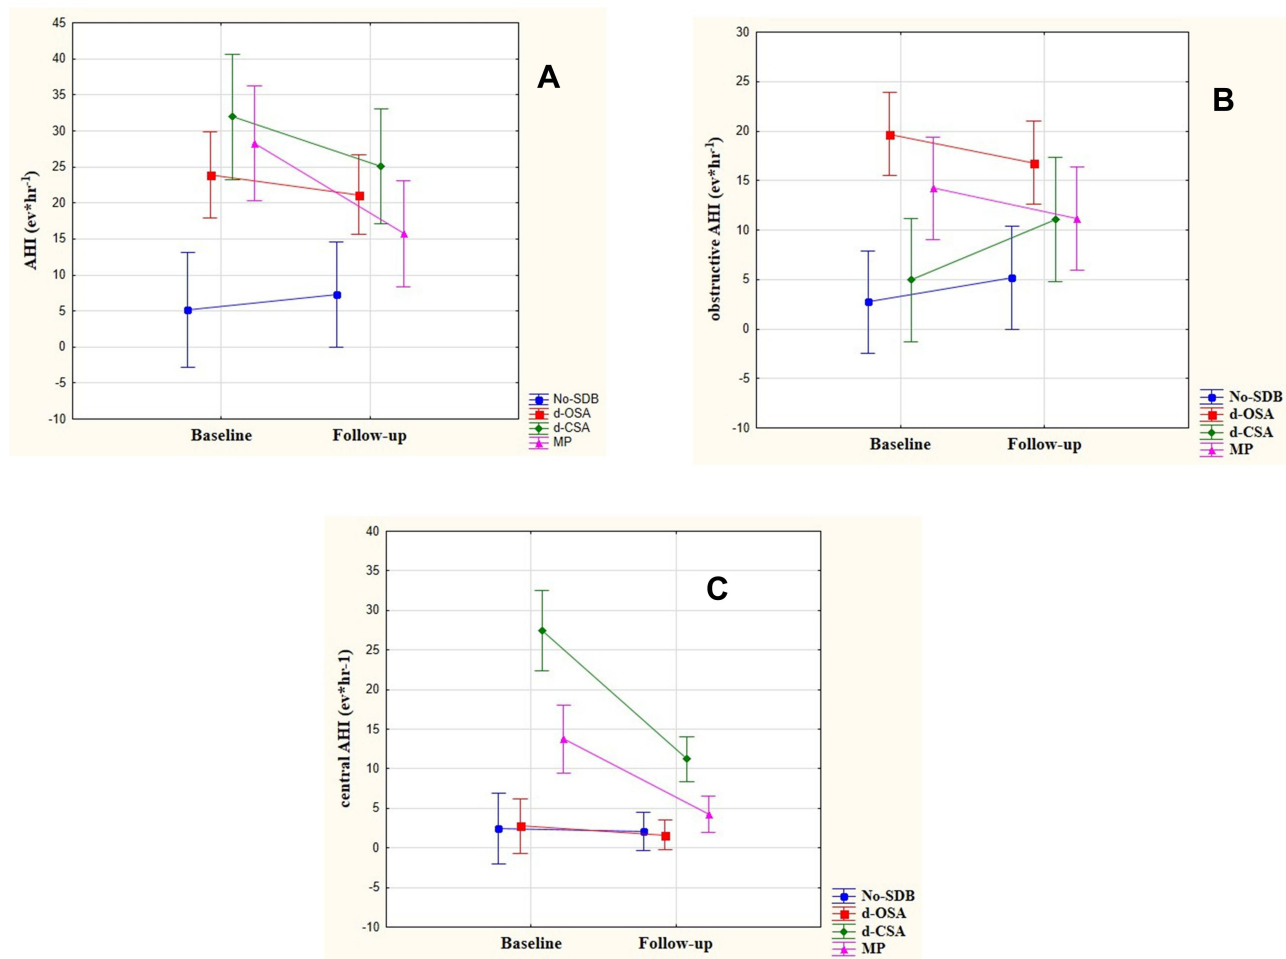 A
AHI (ev*hr-1)
45
40
35
30
25
20
15
10
5
0
-5
-10
Baseline Follow-up
No-SDB
d-OSA
d-CSA
MP
B
obstructive AHI (ev*hr-1)
30
25
20
15
10
5
0
-5
-10
Baseline Follow-up
No-SDB
d-OSA
d-CSA
MP
C
central AHI (ev*hr-1)
40
35
30
25
20
15
10
5
0
-5
-10
Baseline Follow-up
No-SDB
d-OSA
d-CSA
MP